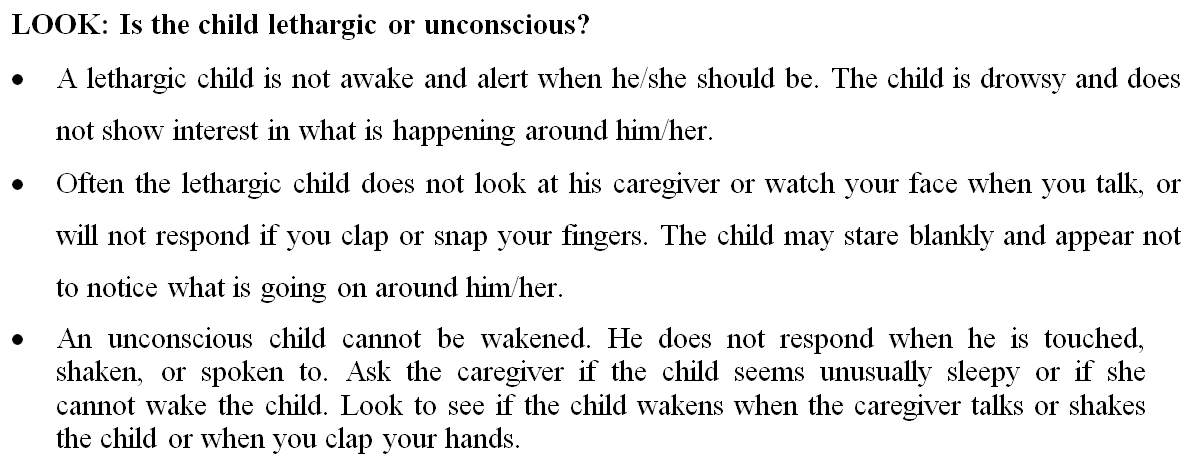 LOOK: Is the child lethargic or unconscious?
• A lethargic child is not awake and alert when he/she should be. The child is drowsy and does
not show interest in what is happening around him/her.
• Often the lethargic child does not look at his caregiver or watch your face when you talk, or
will not respond if you clap or snap your fingers. The child may stare blankly and appear not
to notice what is going on around him/her.
• An unconscious child cannot be wakened. He does not respond when he is touched,
shaken, or spoken to. Ask the caregiver if the child seems unusually sleepy or if she
cannot wake the child. Look to see if the child wakens when the caregiver talks or shakes
the child or when you clap your hands.